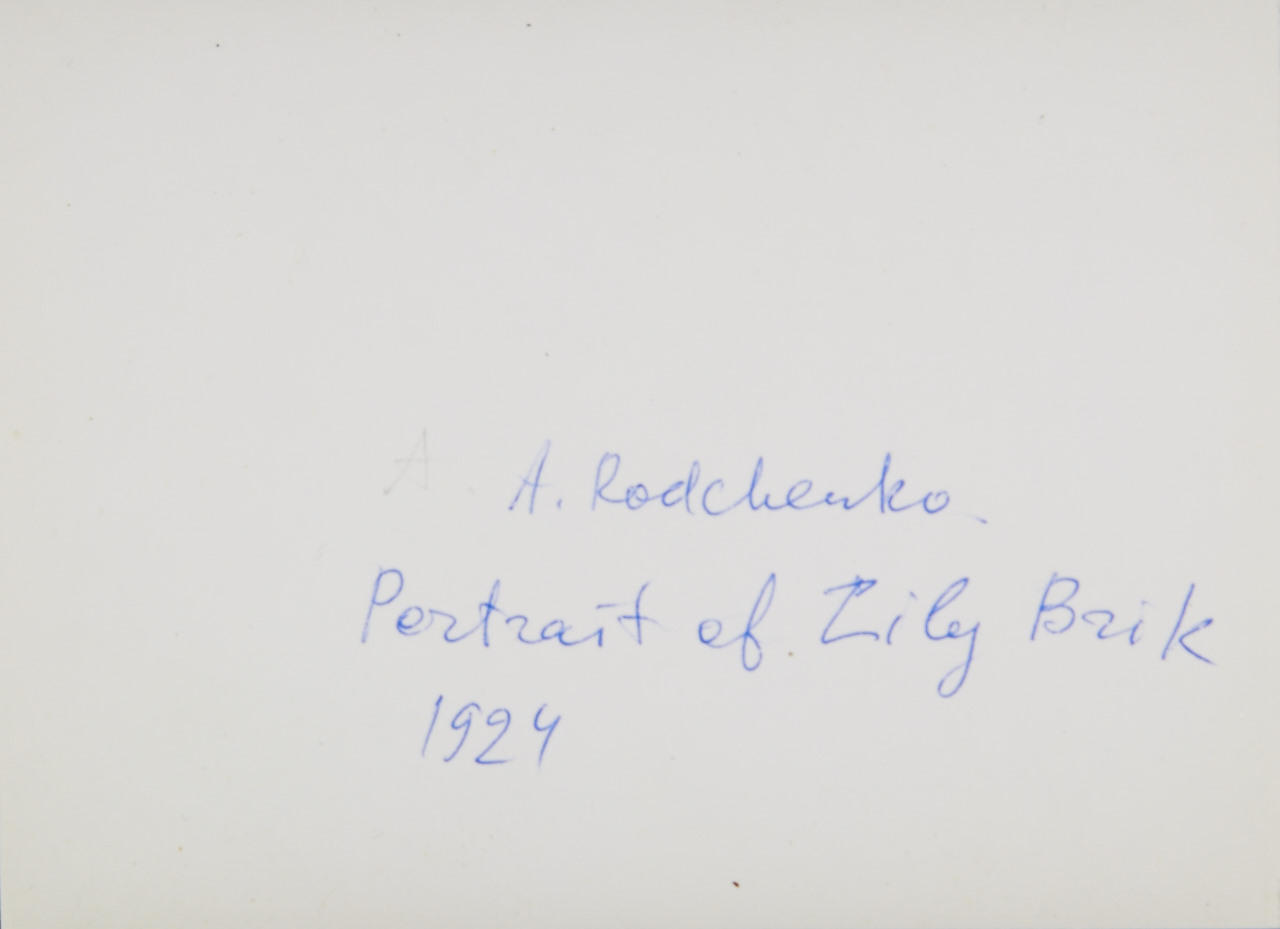 A. Rodchenko.
Portrait of Lily Brik
1924